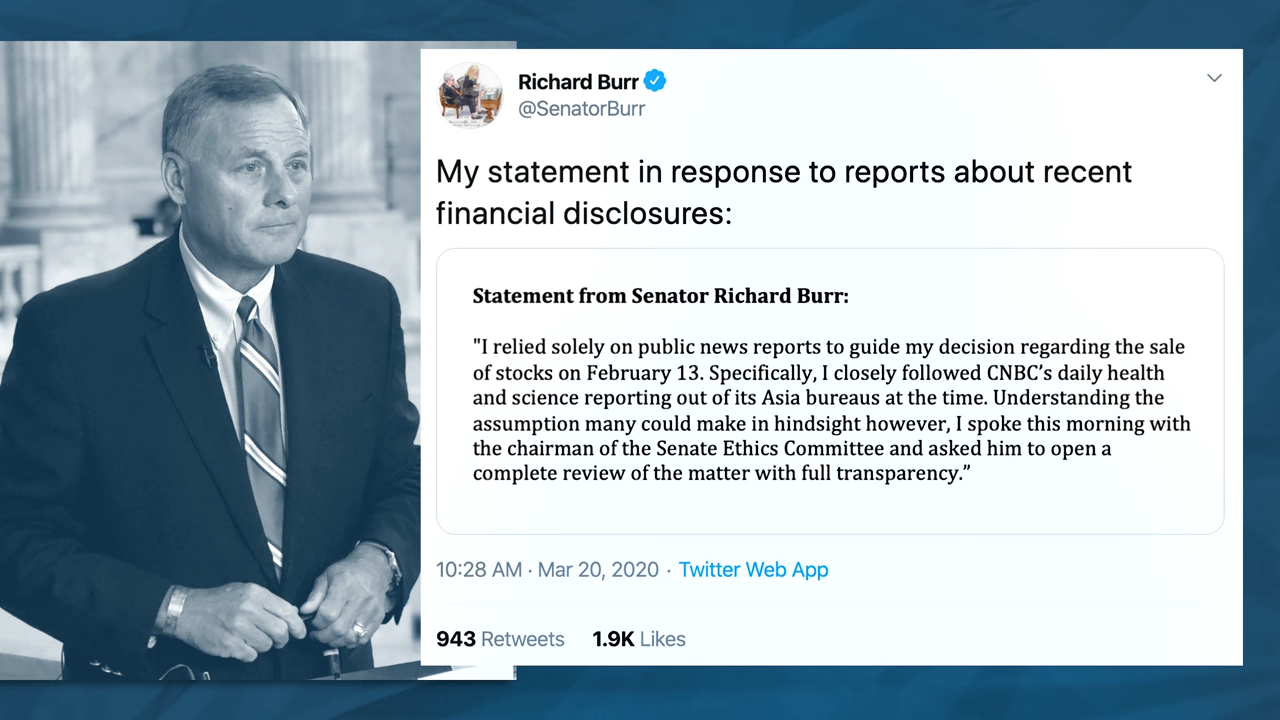 Richard Burr
@SenatorBurr
My statement in response to reports about recent
financial disclosures:
Statement from Senator Richard Burr:
"I relied solely on public news reports to guide my decision regarding the sale
of stocks on February 13. Specifically, I closely followed CNBC’s daily health
and science reporting out of its Asia bureaus at the time. Understanding the
assumption many could make in hindsight however, I spoke this morning with
the chairman of the Senate Ethics Committee and asked him to open a
complete review of the matter with full transparency.”
10:28 AM · Mar 20, 2020 · Twitter Web App
943 Retweets 1.9K Likes